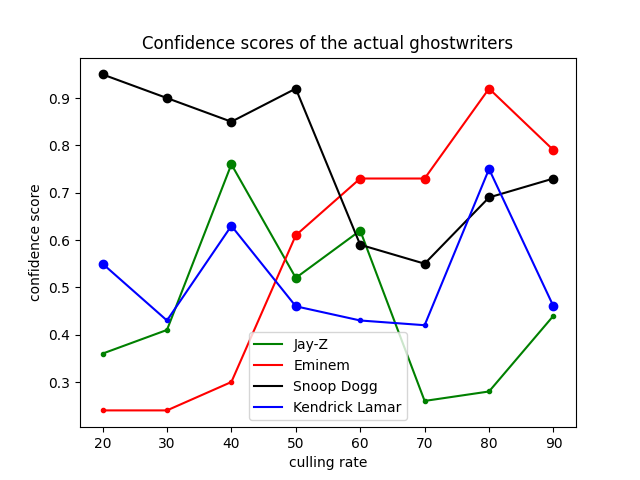 Confidence scores of the actual ghostwriters
confidence score
0.9
0.8
0.7
0.6
0.5
0.4
0.3
Jay-Z
Eminem
Snoop Dogg
Kendrick Lamar
20 30 40 50 60 70 80 90
culling rate